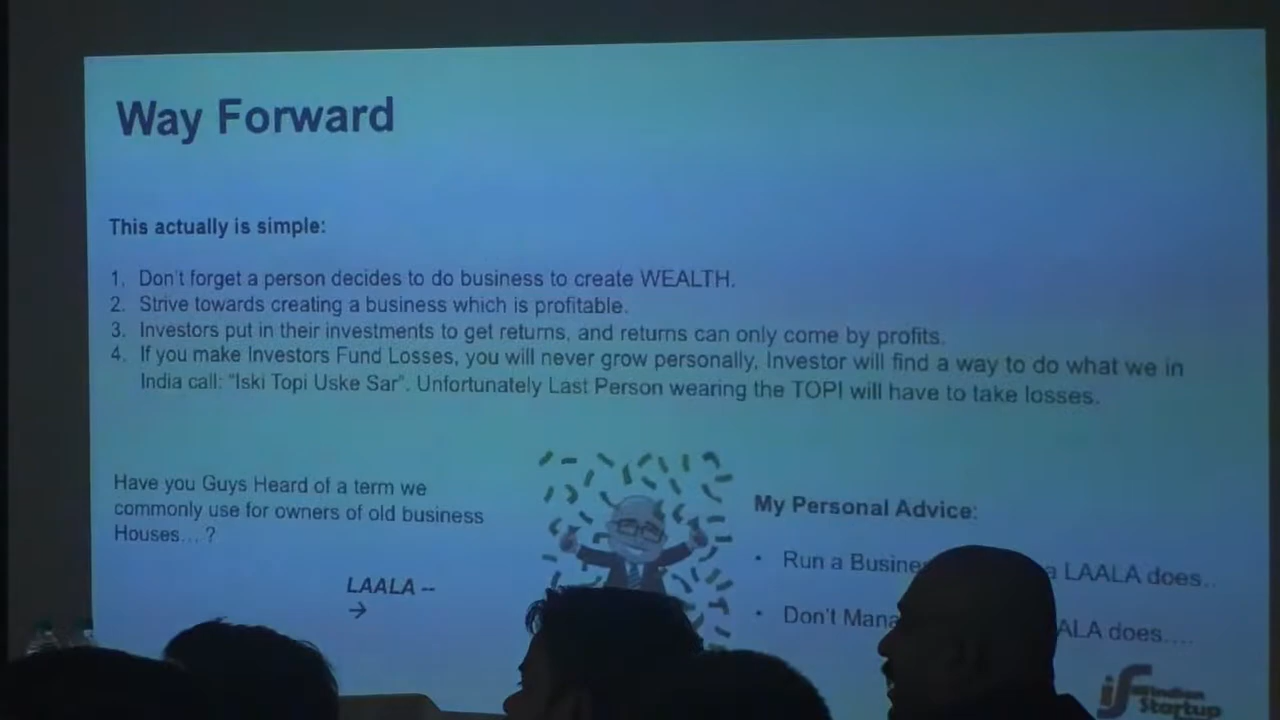 Way Forward
This actually is simple:
1. Don't forget a person decides to do business to create WEALTH.
2. Strive towards creating a business which is profitable.
3. Investors put in their investments to get returns, and returns can only come by profits.
4. If you make Investors Fund Losses, you will never grow personally, Investor will find a way to do what we in
India call: "Iski Topi Uske Sar". Unfortunately Last Person wearing the TOPI will have to take losses.
Have you Guys Heard of a term we
commonly use for owners of old business
Houses... ?
LAALA --
→
My Personal Advice:
• Run a Busine a LAALA does..
• Don't Mana ALA does....
Indian
Startup